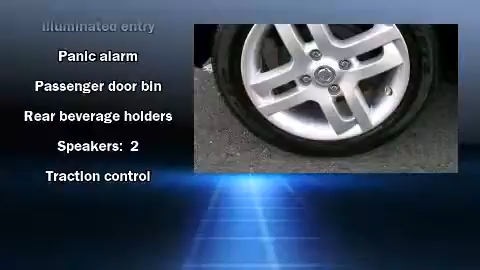 Illuminated entry
Panic alarm
Passenger door bin
Rear beverage holders
Speakers: 2
Traction control